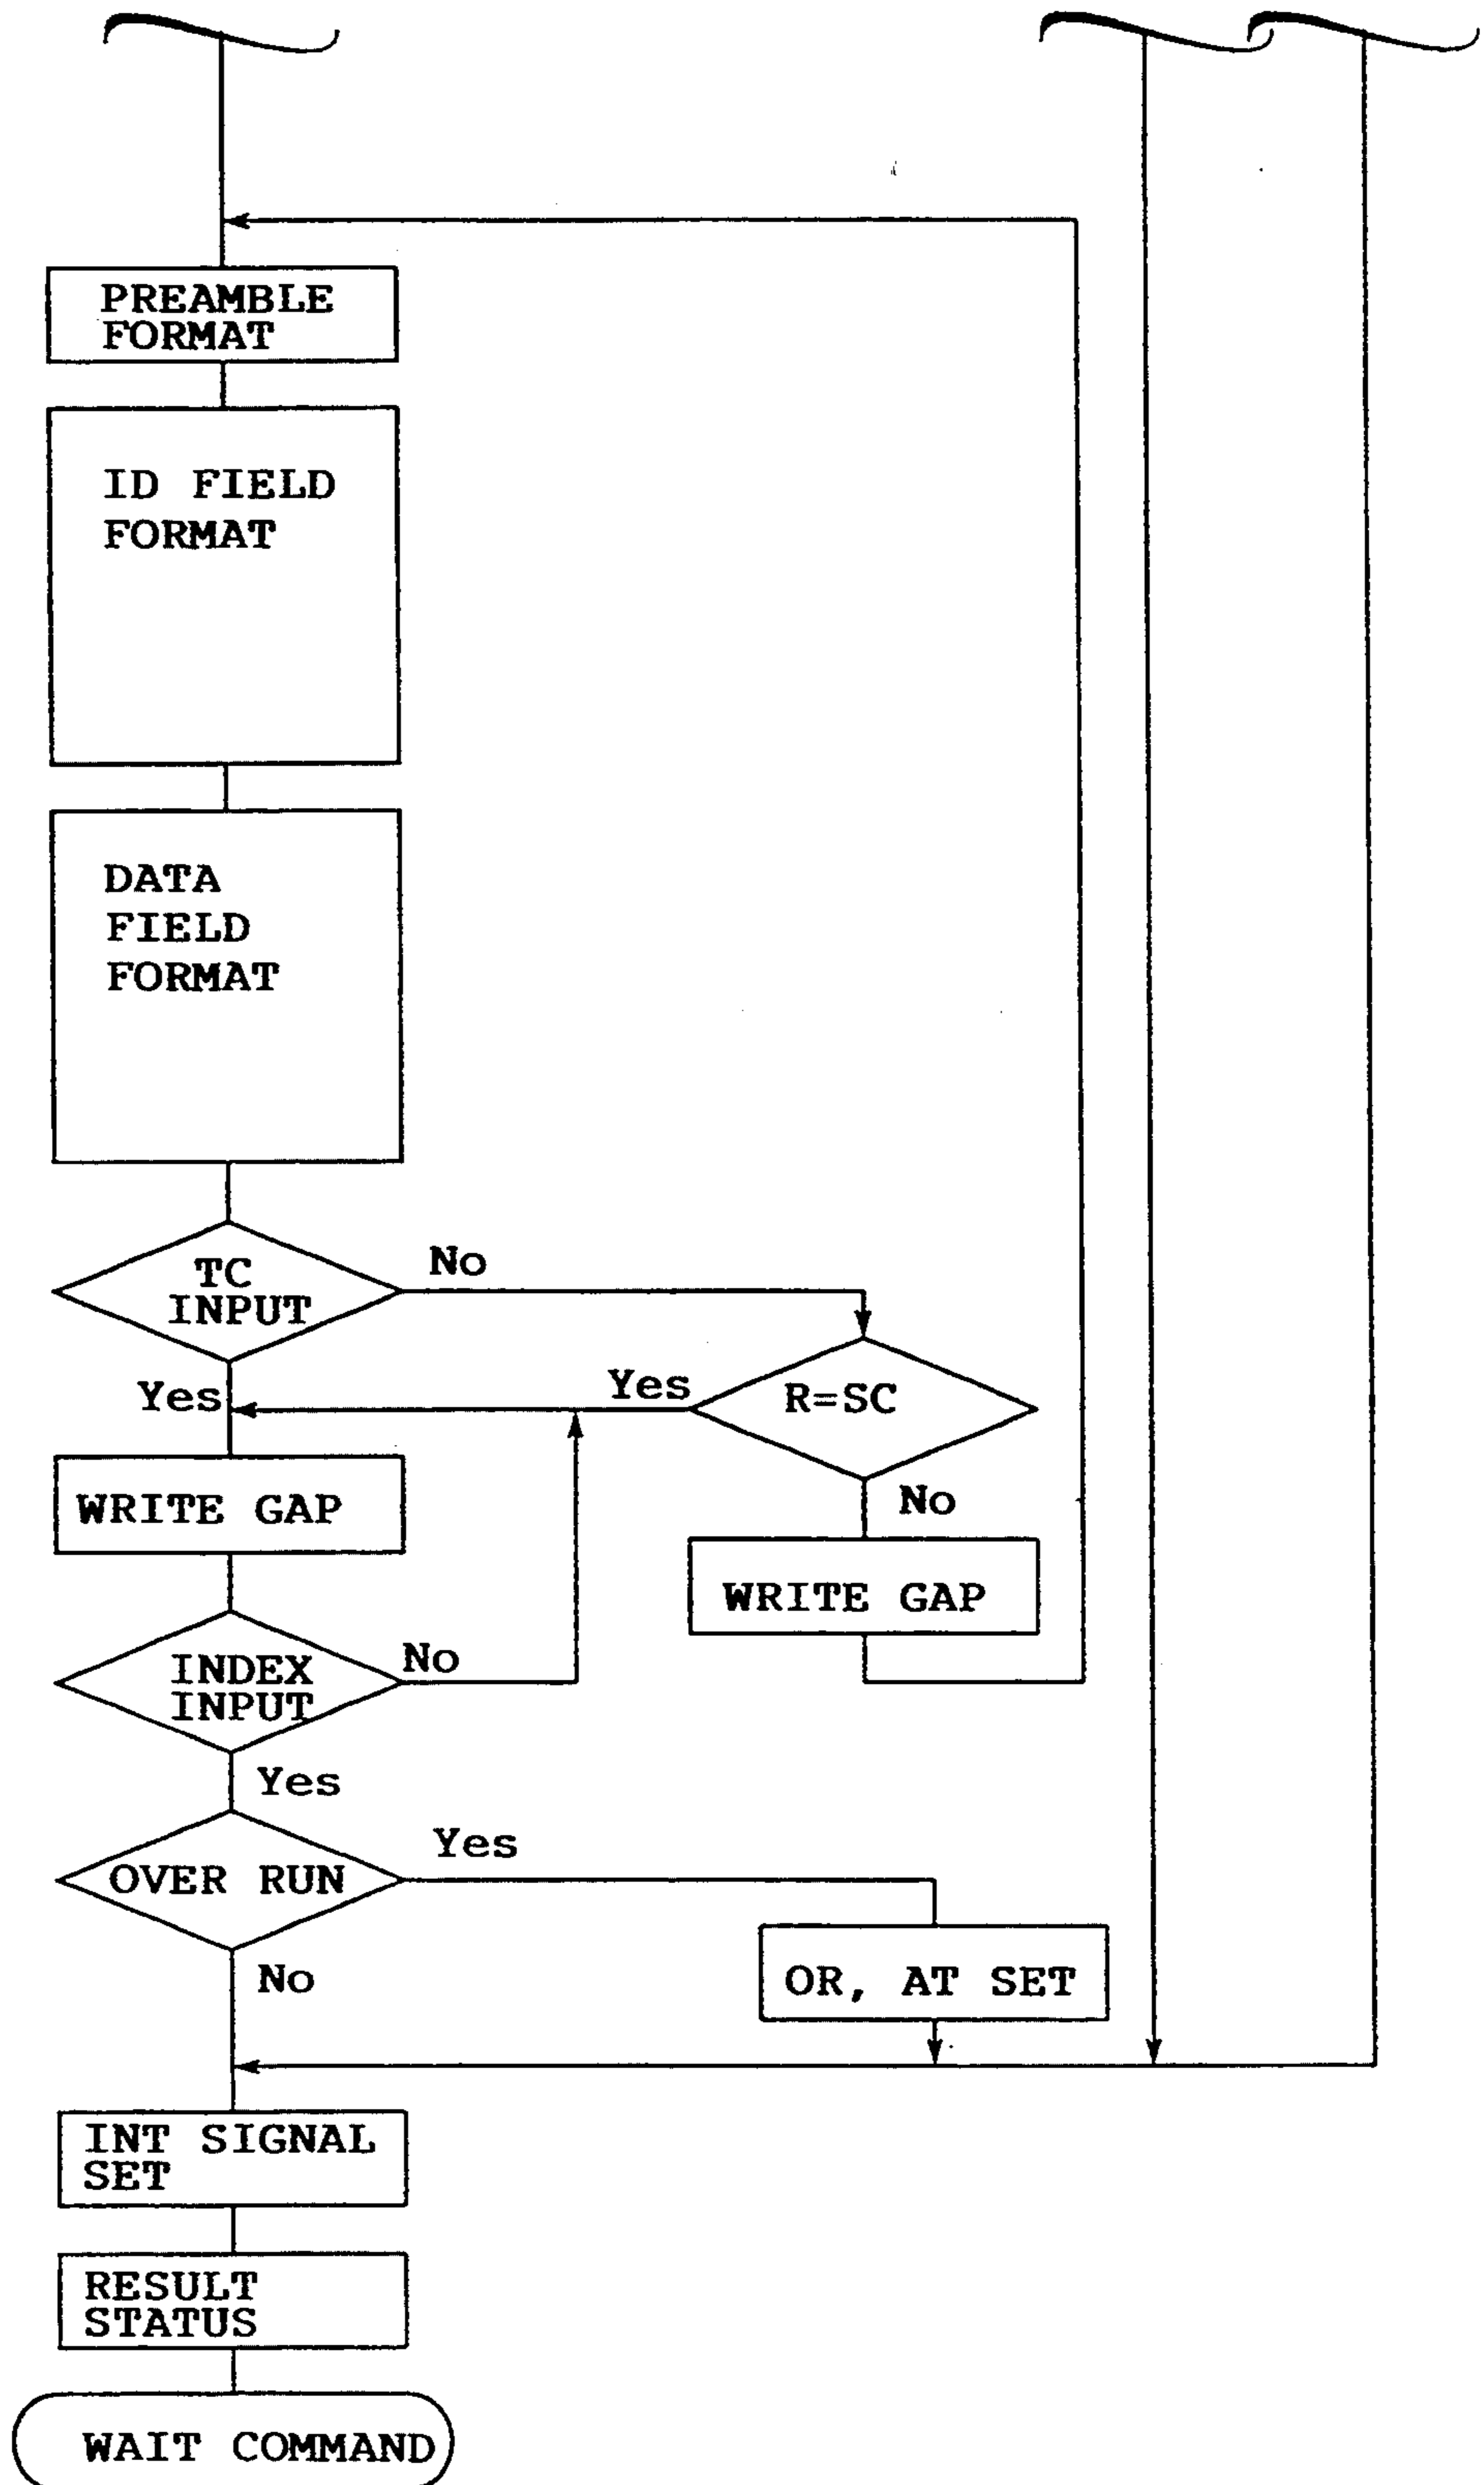 PREAMBLE
FORMAT
ID FIELD
FORMAT
DATA
FIELD
FORMAT
TC
INPUT
No
Yes
Yes
R=SC
WRITE GAP
No
WRITE GAP
INDEX
INPUT
No
Yes
OVER RUN
Yes
No
OR, AT SET
INT SIGNAL
SET
RESULT
STATUS
WAIT COMMAND